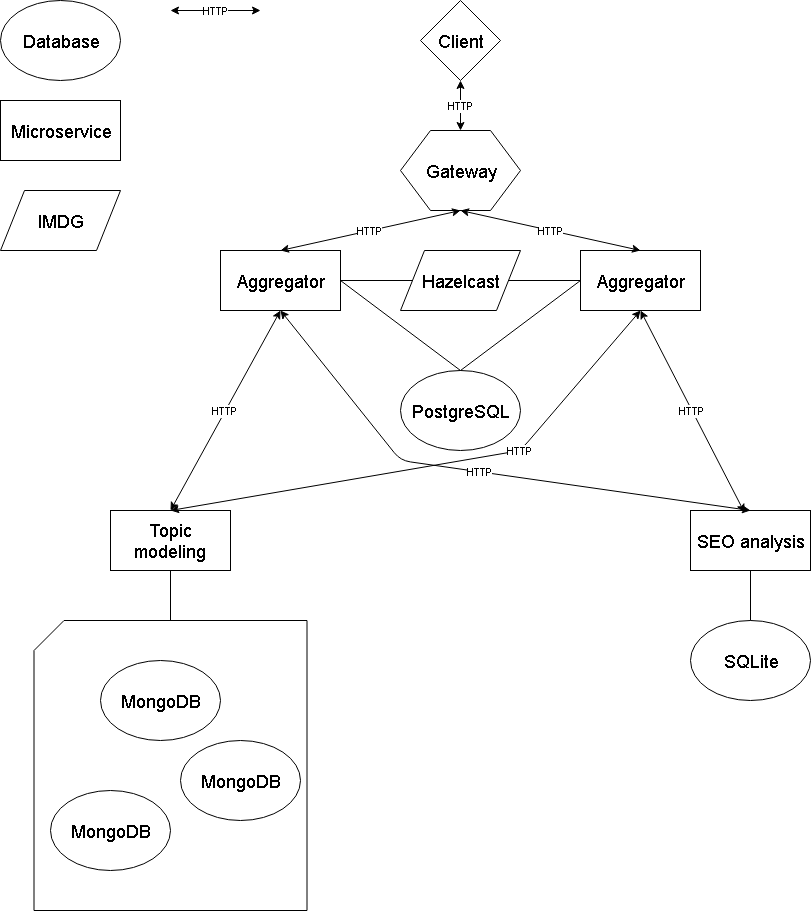 Database
HTTP
Client
Microservice
HTTP
IMDG
Gateway
HTTP
HTTP
Aggregator
Hazelcast
Aggregator
PostgreSQL
HTTP
HTTP
HTTP
HTTP
Topic
modeling
SEO analysis
SQLite
MongoDB
MongoDB
MongoDB